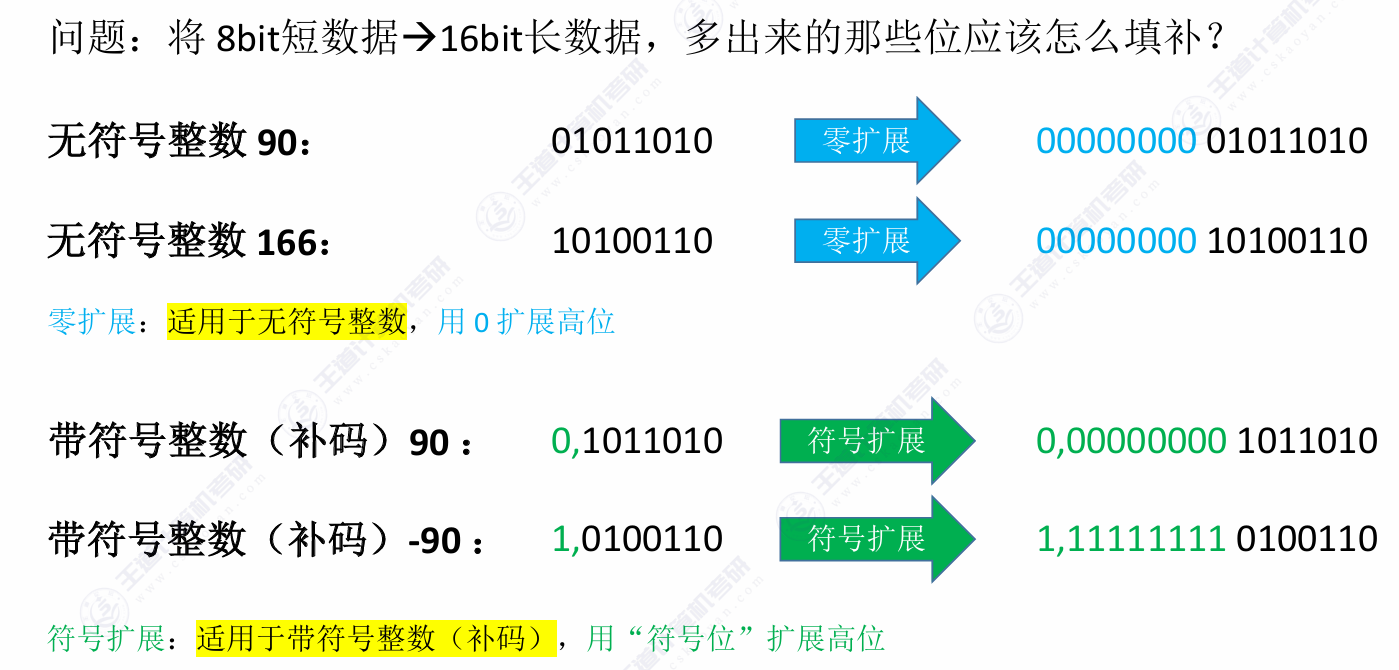 问题：将 8bit短数据→16bit长数据，多出来的那些位应该怎么填补？
无符号整数 90： 01011010 零扩展 00000000 01011010
无符号整数 166： 10100110 零扩展 00000000 10100110
零扩展：适用于无符号整数，用 0 扩展高位
带符号整数（补码）90 ： 0,1011010 符号扩展 0,00000000 1011010
带符号整数（补码）-90 ： 1,0100110 符号扩展 1,11111111 0100110
符号扩展：适用于带符号整数（补码），用“符号位”扩展高位